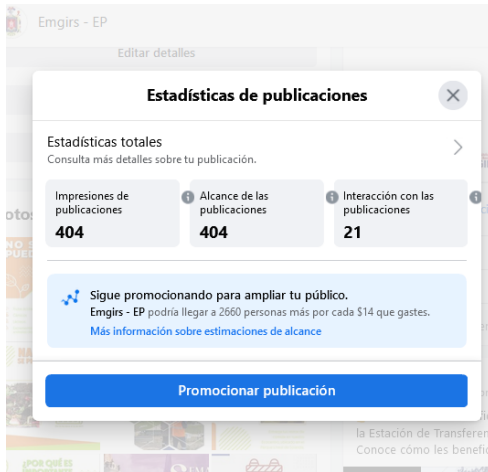 Emgirs - EP
Editar detalles
Estadísticas de publicaciones
Estadísticas totales
Consulta más detalles sobre tu publicación.
Impresiones de
publicaciones
404
Alcance de las
publicaciones
404
Interacción con las
publicaciones
21
Sigue promocionando para ampliar tu público.
Emgirs - EP podría llegar a 2660 personas más por cada $14 que gastes.
Más información sobre estimaciones de alcance
Promocionar publicación
la Estación de
Conoce cómo les
¿POR QUÉ ES